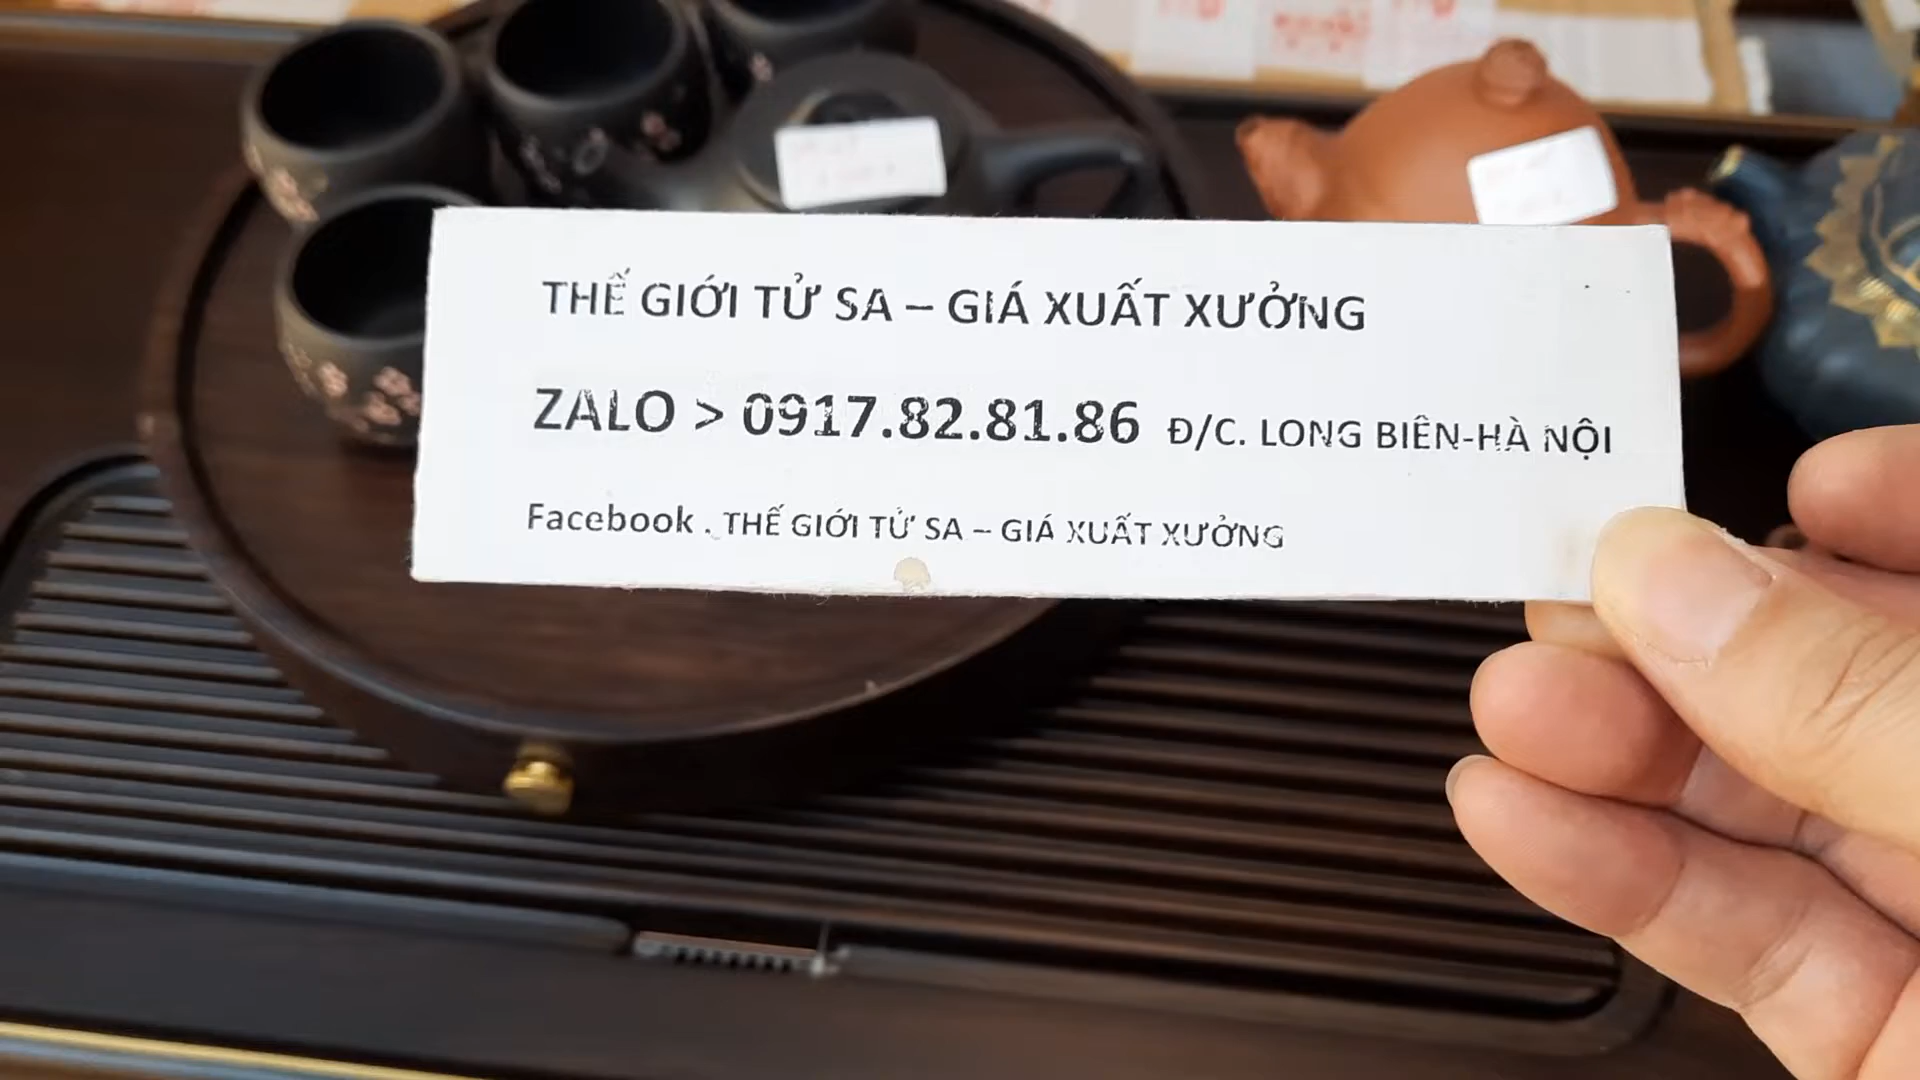 THẾ GIỚI TỬ SA – GIÁ XUẤT XƯỞNG
ZALO > 0917.82.81.86 Đ/C. LONG BIÊN-HÀ NỘI
Facebook . THẾ GIỚI TỬ SA – GIÁ XUẤT XƯỞNG